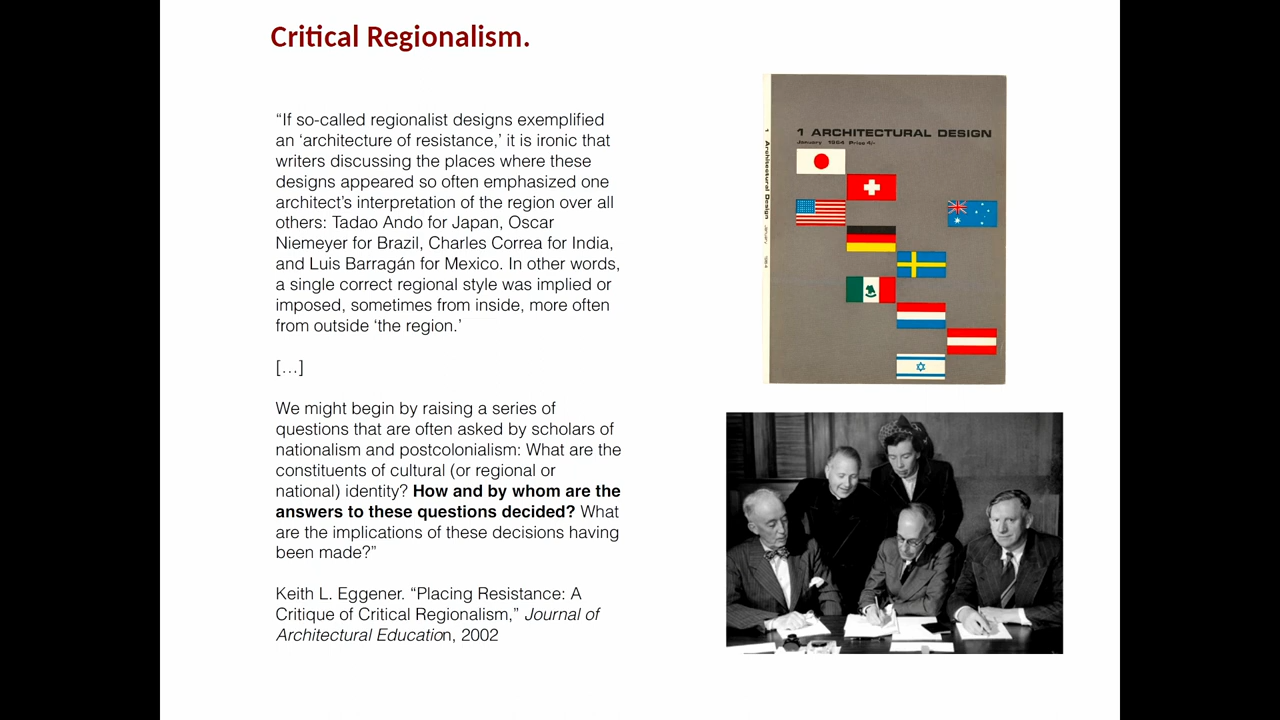 Critical Regionalism.
“If so-called regionalist designs exemplified
an ‘architecture of resistance,’ it is ironic that
writers discussing the places where these
designs appeared so often emphasized one
architect’s interpretation of the region over all
others: Tadao Ando for Japan, Oscar
Niemeyer for Brazil, Charles Correa for India,
and Luis Barragán for Mexico. In other words,
a single correct regional style was implied or
imposed, sometimes from inside, more often
from outside ‘the region.’
[…]
We might begin by raising a series of
questions that are often asked by scholars of
nationalism and postcolonialism: What are the
constituents of cultural (or regional or
national) identity? How and by whom are the
answers to these questions decided? What
are the implications of these decisions having
been made?”
Keith L. Eggener. “Placing Resistance: A
Critique of Critical Regionalism,” Journal of
Architectural Education, 2002
1 ARCHITECTURAL DESIGN
January 1964 Price 4/-
1 Architectural Design January 1964